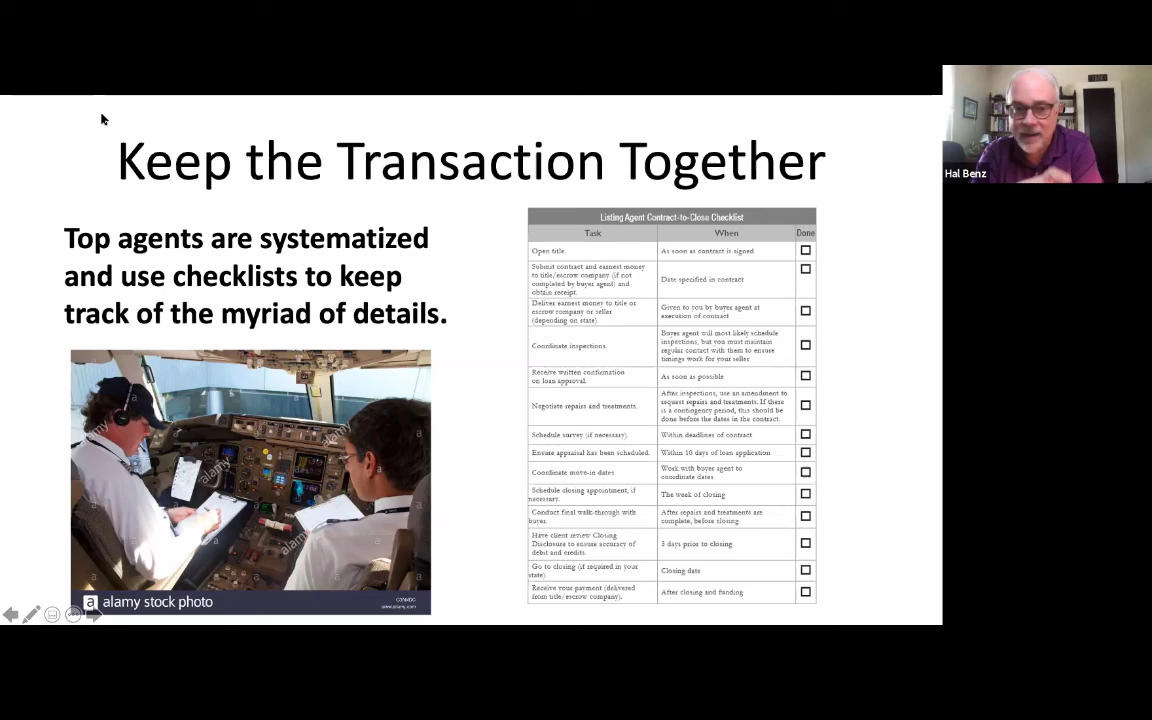 Keep the Transaction Together
Hal Benz
Top agents are systematized
and use checklists to keep
track of the myriad of details.
Listing Agent Contract-to-Close Checklist
Task When Done
Open title. As soon as contract is signed
Submit contract and earnest money
to title/escrow company (if not
completed by buyer agent) and
obtain receipt.
Date specified in contract
Deliver earnest money to title or
escrow company or seller
(depending on state).
Given to you by buyer agent at
execution of contract
Coordinate inspections.
Buyer agent will most likely schedule
inspections, but you must maintain
regular contact with them to ensure
timings work for your seller
Receive written confirmation
on loan approval.
As soon as possible
Negotiate repairs and treatments.
After inspections, use an amendment to
request repairs and treatments. If there
is a contingency period, this should be
done before the dates in the contract.
Schedule survey (if necessary). Within deadlines of contract
Ensure appraisal has been scheduled. Within 10 days of loan application
Coordinate move-in dates
Work with buyer agent to
coordinate dates
Schedule closing appointment, if
necessary.
The week of closing
Conduct final walk-through with
buyer.
After repairs and treatments are
complete, before closing
Have client review Closing
Disclosure to ensure accuracy of
debit and credits.
3 days prior to closing
Go to closing (if required in your
state).
Closing date
Receive your payment (delivered
from title/escrow company).
After closing and funding
alamy
alamy
alamy
alamy
a alamy stock photo
www.alamy.com